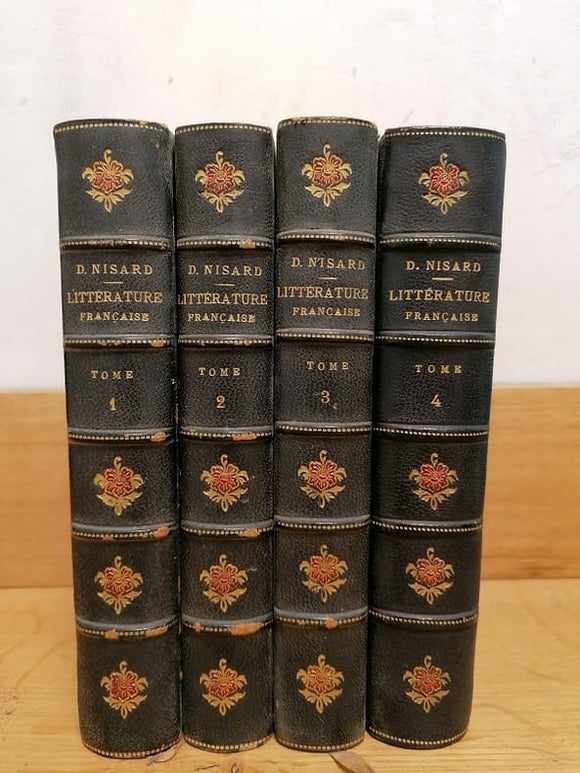 D. NISARD
LITTÉRATURE
FRANÇAISE
TOME
1
D. NISARD
LITTÉRATURE
FRANÇAISE
TOME
2
D. NISARD
LITTÉRATURE
FRANÇAISE
TOME
3
D. NISARD
LITTÉRATURE
FRANÇAISE
TOME
4